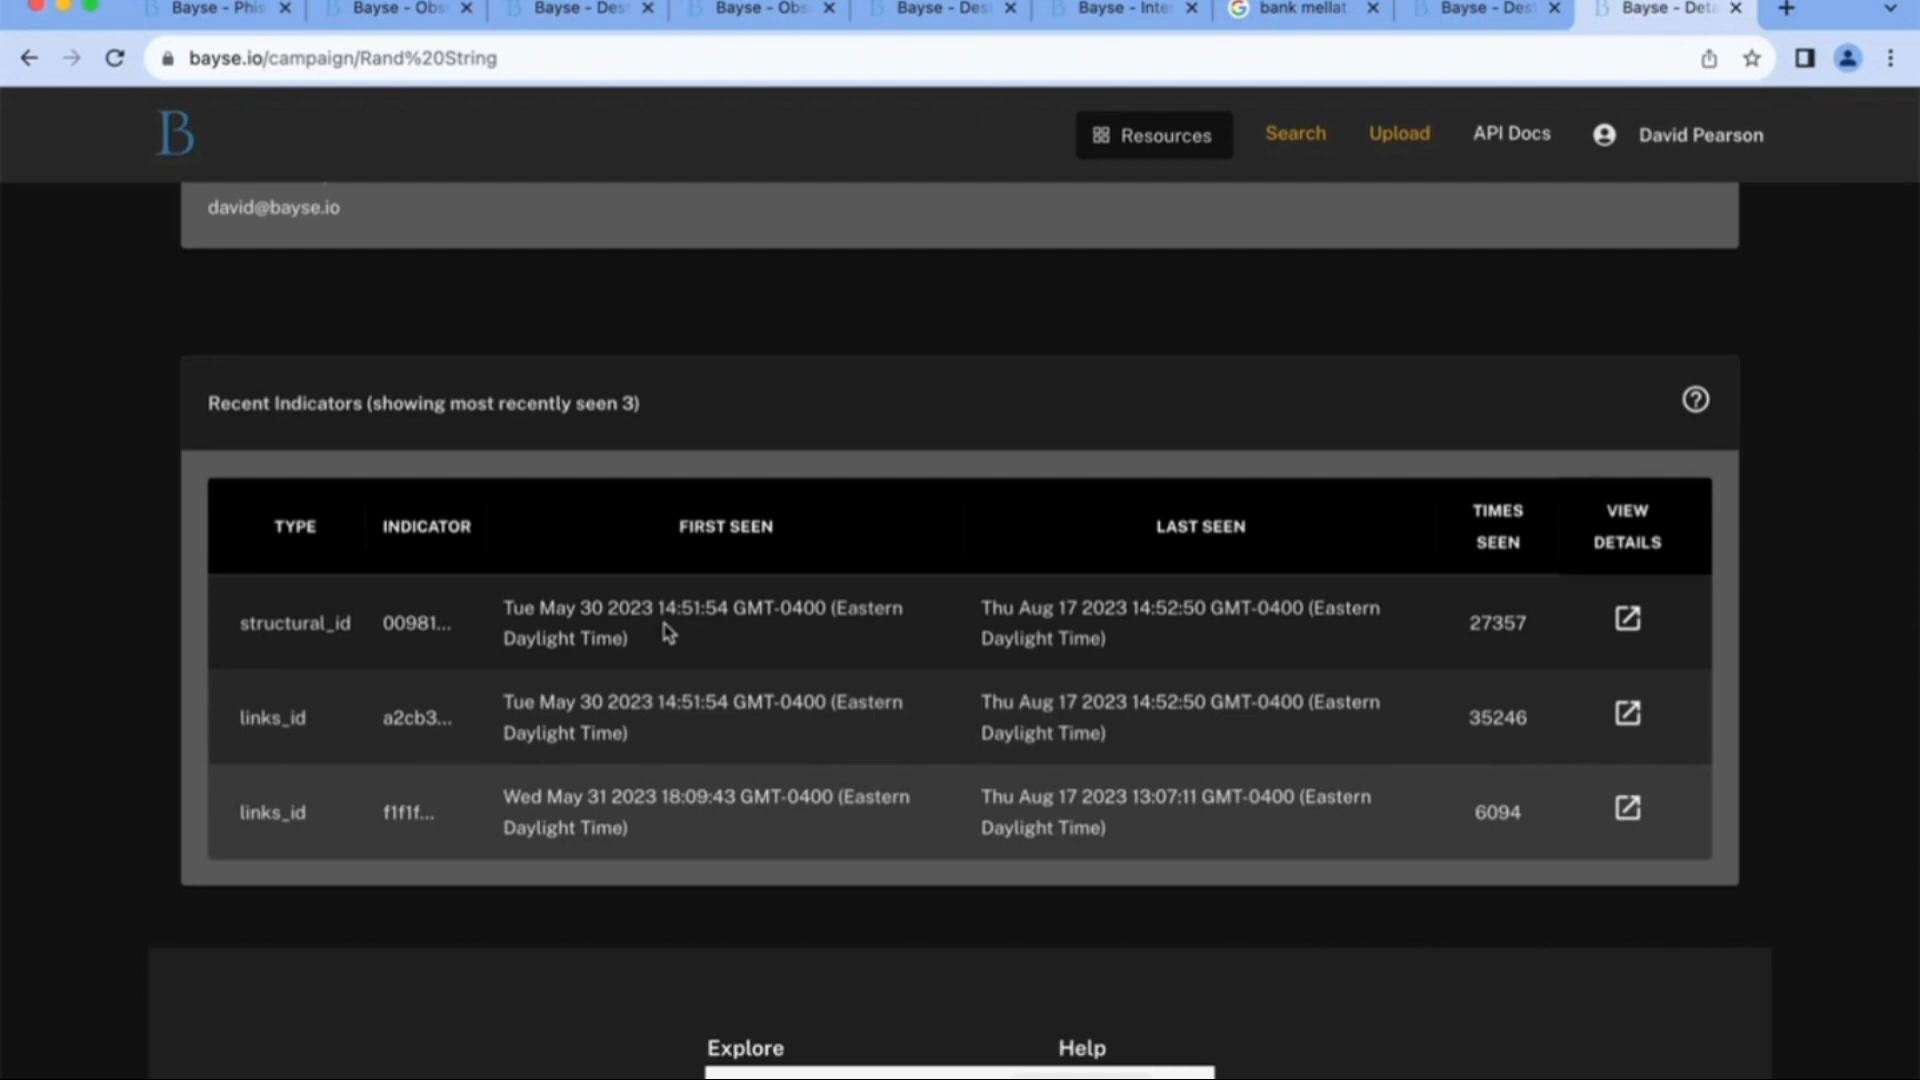 Bayse - Phis
Bayse - Obs
Bayse - Des
Bayse - Obs
Bayse - Des
Bayse - Inte
bank mellat
Bayse - Des
Bayse - Deta
bayse.io/campaign/Rand%20String
B
Resources
Search
Upload
API Docs
David Pearson
david@bayse.io
Recent Indicators (showing most recently seen 3)
TYPE
INDICATOR
FIRST SEEN
LAST SEEN
TIMES
SEEN
VIEW
DETAILS
structural_id
00981...
Tue May 30 2023 14:51:54 GMT-0400 (Eastern
Daylight Time)
Thu Aug 17 2023 14:52:50 GMT-0400 (Eastern
Daylight Time)
27357
links_id
a2cb3...
Tue May 30 2023 14:51:54 GMT-0400 (Eastern
Daylight Time)
Thu Aug 17 2023 14:52:50 GMT-0400 (Eastern
Daylight Time)
35246
links_id
f1f1f...
Wed May 31 2023 18:09:43 GMT-0400 (Eastern
Daylight Time)
Thu Aug 17 2023 13:07:11 GMT-0400 (Eastern
Daylight Time)
6094
Explore
Help